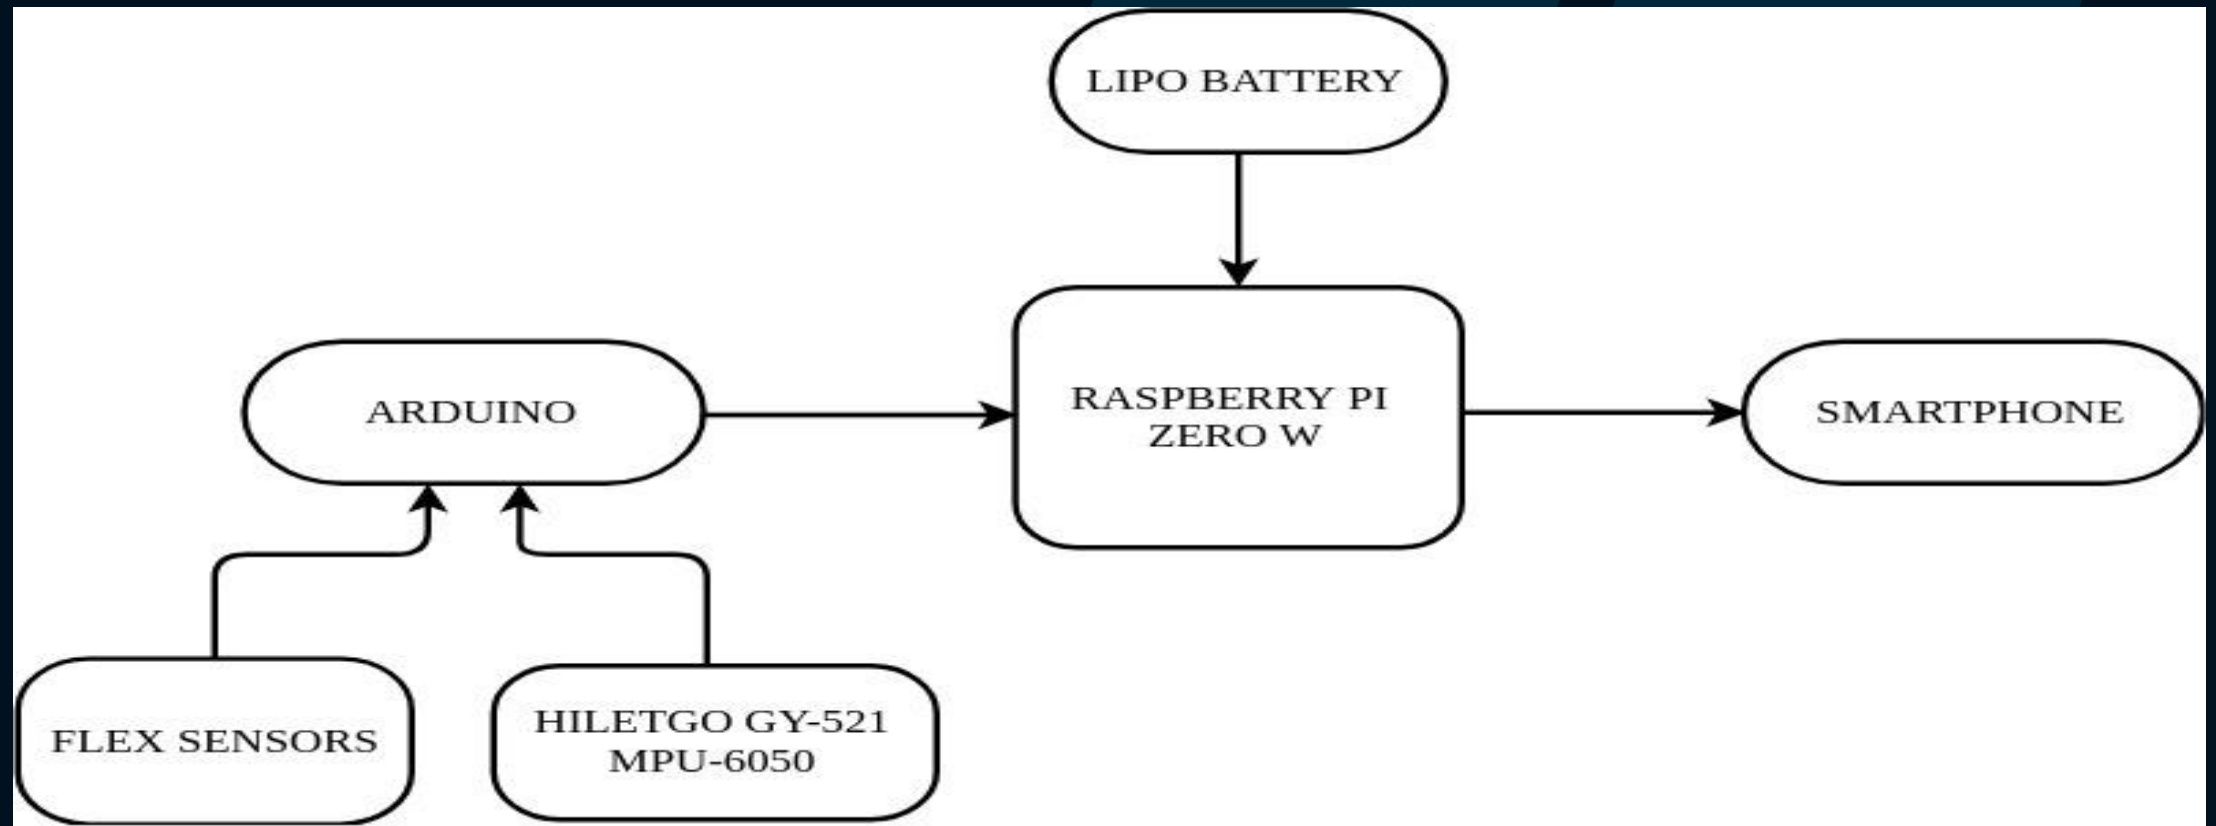 LIPO BATTERY
ARDUINO
RASPBERRY PI
ZERO W
SMARTPHONE
FLEX SENSORS
HILETGO GY-521
MPU-6050